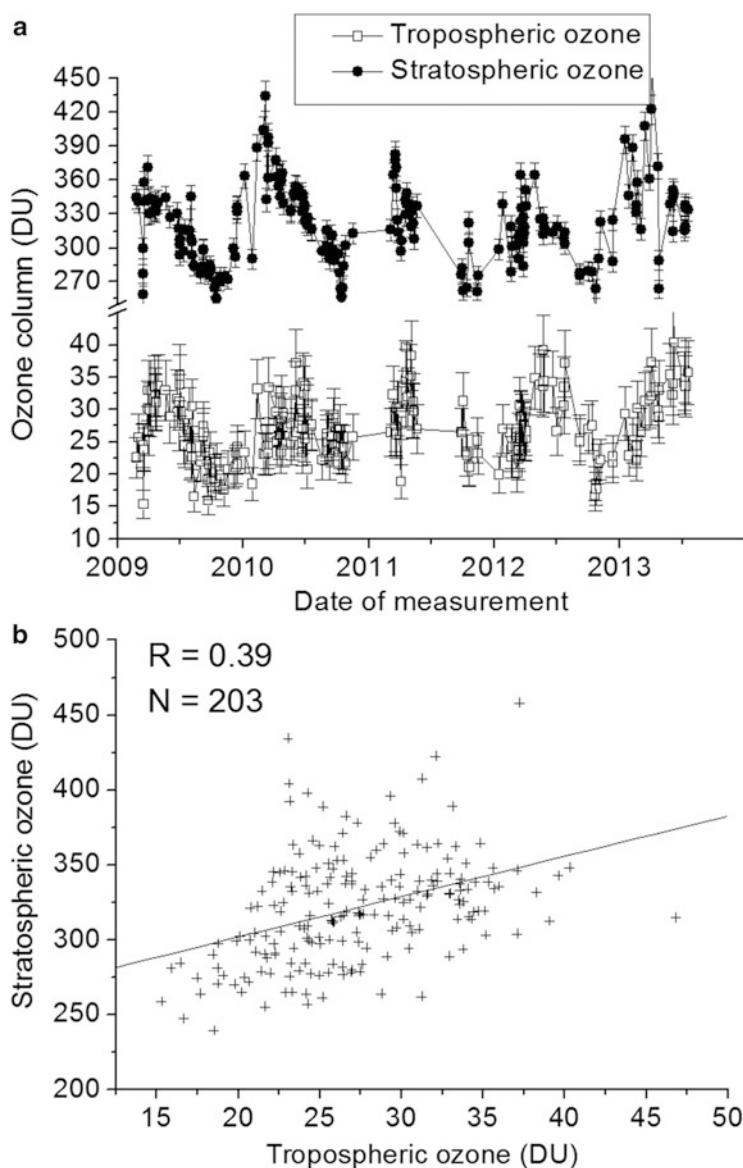 a
Tropospheric ozone
Stratospheric ozone
450
420
390
360
330
300
270
40
35
30
25
20
15
10
Ozone column (DU)
2009 2010 2011 2012 2013
Date of measurement
b
R = 0.39
N = 203
500
450
400
350
300
250
200
Stratospheric ozone (DU)
15 20 25 30 35 40 45 50
Tropospheric ozone (DU)